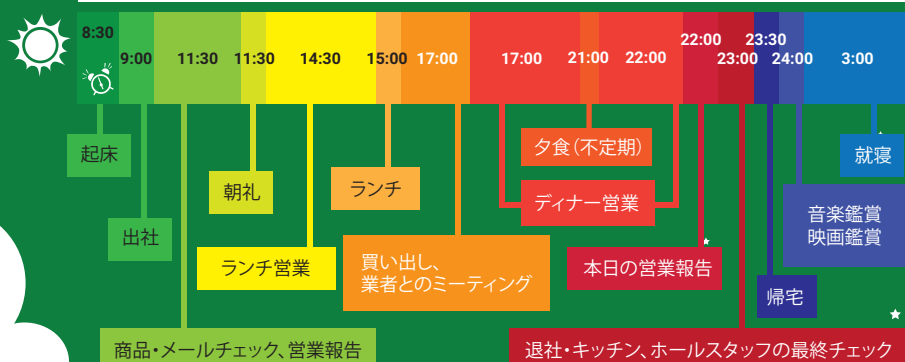 8:30
9:00
11:30
11:30
14:30
15:00
17:00
17:00
21:00
22:00
22:00
23:00
23:30
24:00
3:00
起床
出社
商品・メールチェック、営業報告
朝礼
ランチ営業
ランチ
買い出し、
業者とのミーティング
夕食(不定期)
ディナー営業
本日の営業報告
退社・キッチン、ホールスタッフの最終チェック
帰宅
音楽鑑賞
映画鑑賞
就寝